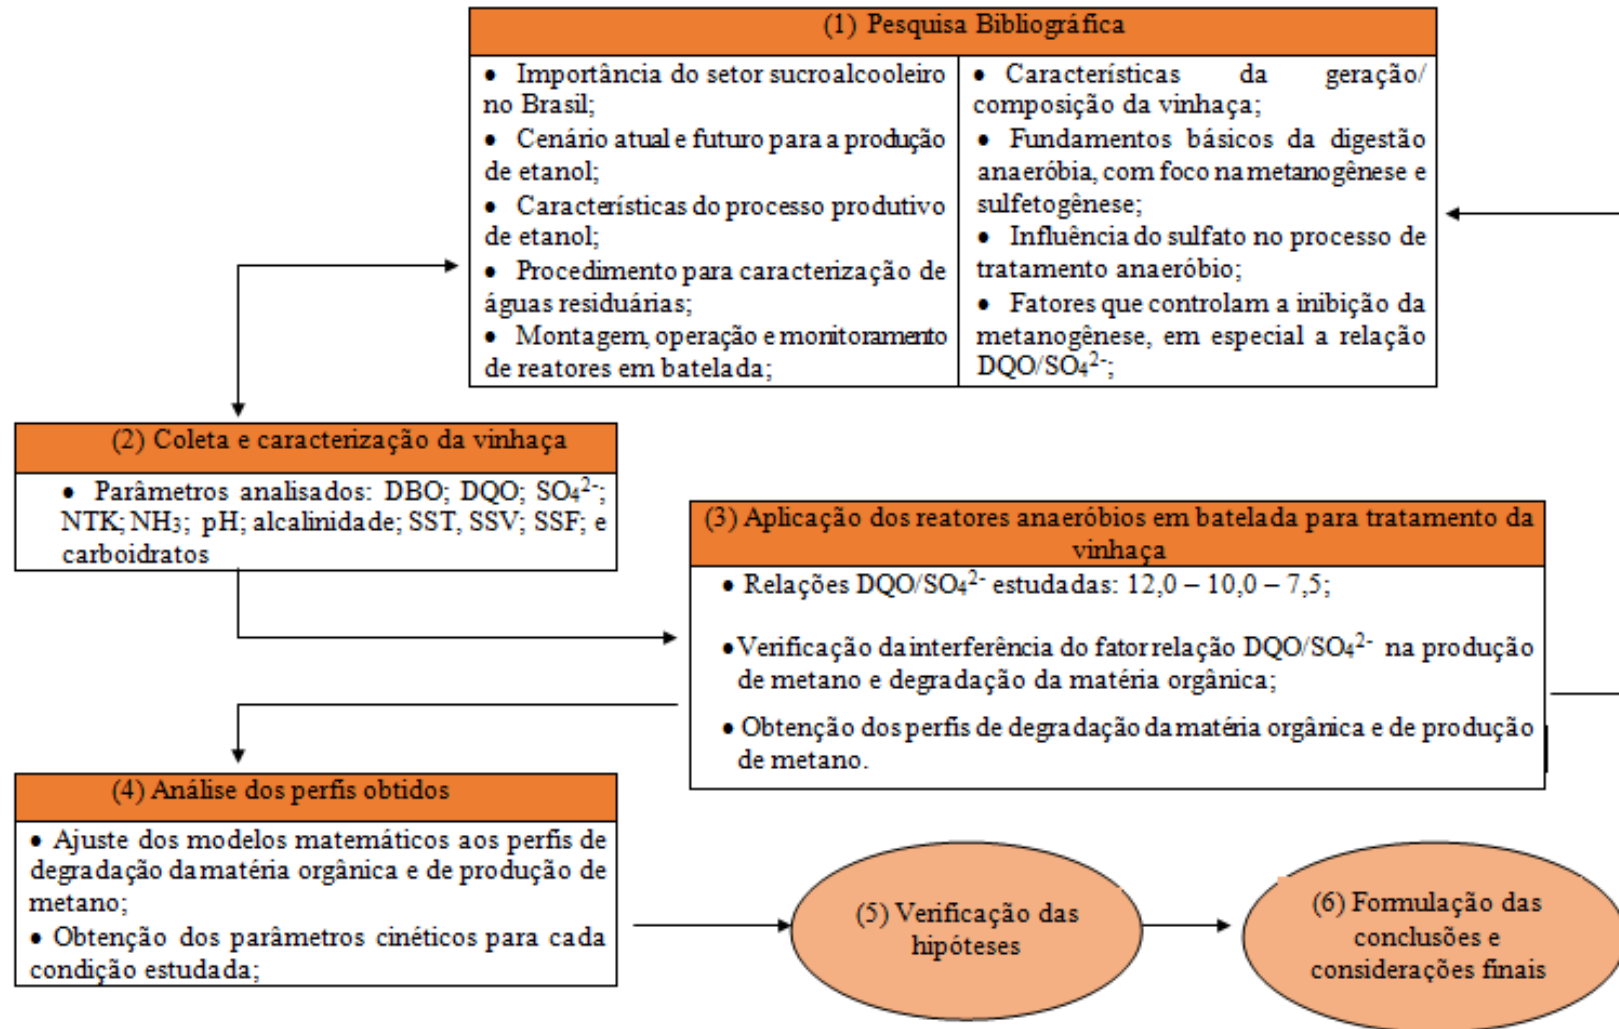 (1) Pesquisa Bibliográfica
• Importância do setor sucroalcooleiro
no Brasil;
• Cenário atual e futuro para a produção
de etanol;
• Características do processo produtivo
de etanol;
• Procedimento para caracterização de
águas residuárias;
• Montagem, operação e monitoramento
de reatores em batelada;
• Características da geração/
composição da vinhaça;
• Fundamentos básicos da digestão
anaeróbia, com foco na metanogênese e
sulfetogênese;
• Influência do sulfato no processo de
tratamento anaeróbio;
• Fatores que controlam a inibição da
metanogênese, em especial a relação
DQO/SO₄²⁻;
(2) Coleta e caracterização da vinhaça
• Parâmetros analisados: DBO; DQO; SO₄²⁻;
NTK; NH₃; pH; alcalinidade; SST, SSV; SSF; e
carboidratos
(3) Aplicação dos reatores anaeróbios em batelada para tratamento da
vinhaça
• Relações DQO/SO₄²⁻ estudadas: 12,0 – 10,0 – 7,5;
• Verificação da interferência do fator relação DQO/SO₄²⁻ na produção
de metano e degradação da matéria orgânica;
• Obtenção dos perfis de degradação da matéria orgânica e de produção
de metano.
(4) Análise dos perfis obtidos
• Ajuste dos modelos matemáticos aos perfis de
degradação da matéria orgânica e de produção de
metano;
• Obtenção dos parâmetros cinéticos para cada
condição estudada;
(5) Verificação das
hipóteses
(6) Formulação das
conclusões e
considerações finais